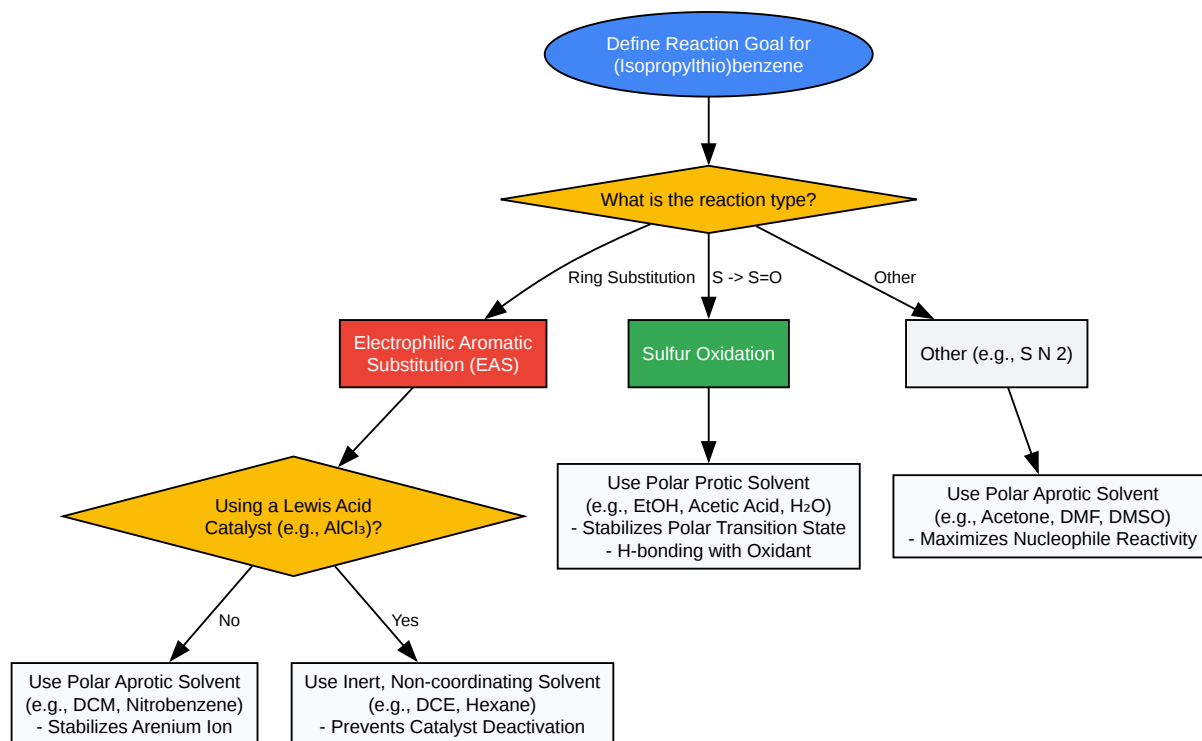 Define Reaction Goal for
(Isopropylthio)benzene
What is the reaction type?
Ring Substitution
S -> S=O
Other
Electrophilic Aromatic
Substitution (EAS)
Sulfur Oxidation
Other (e.g., S N 2)
Using a Lewis Acid
Catalyst (e.g., AlCl₃)?
Use Polar Protic Solvent
(e.g., EtOH, Acetic Acid, H₂O)
- Stabilizes Polar Transition State
- H-bonding with Oxidant
Use Polar Aprotic Solvent
(e.g., Acetone, DMF, DMSO)
- Maximizes Nucleophile Reactivity
No
Yes
Use Polar Aprotic Solvent
(e.g., DCM, Nitrobenzene)
- Stabilizes Arenium Ion
Use Inert, Non-coordinating Solvent
(e.g., DCE, Hexane)
- Prevents Catalyst Deactivation